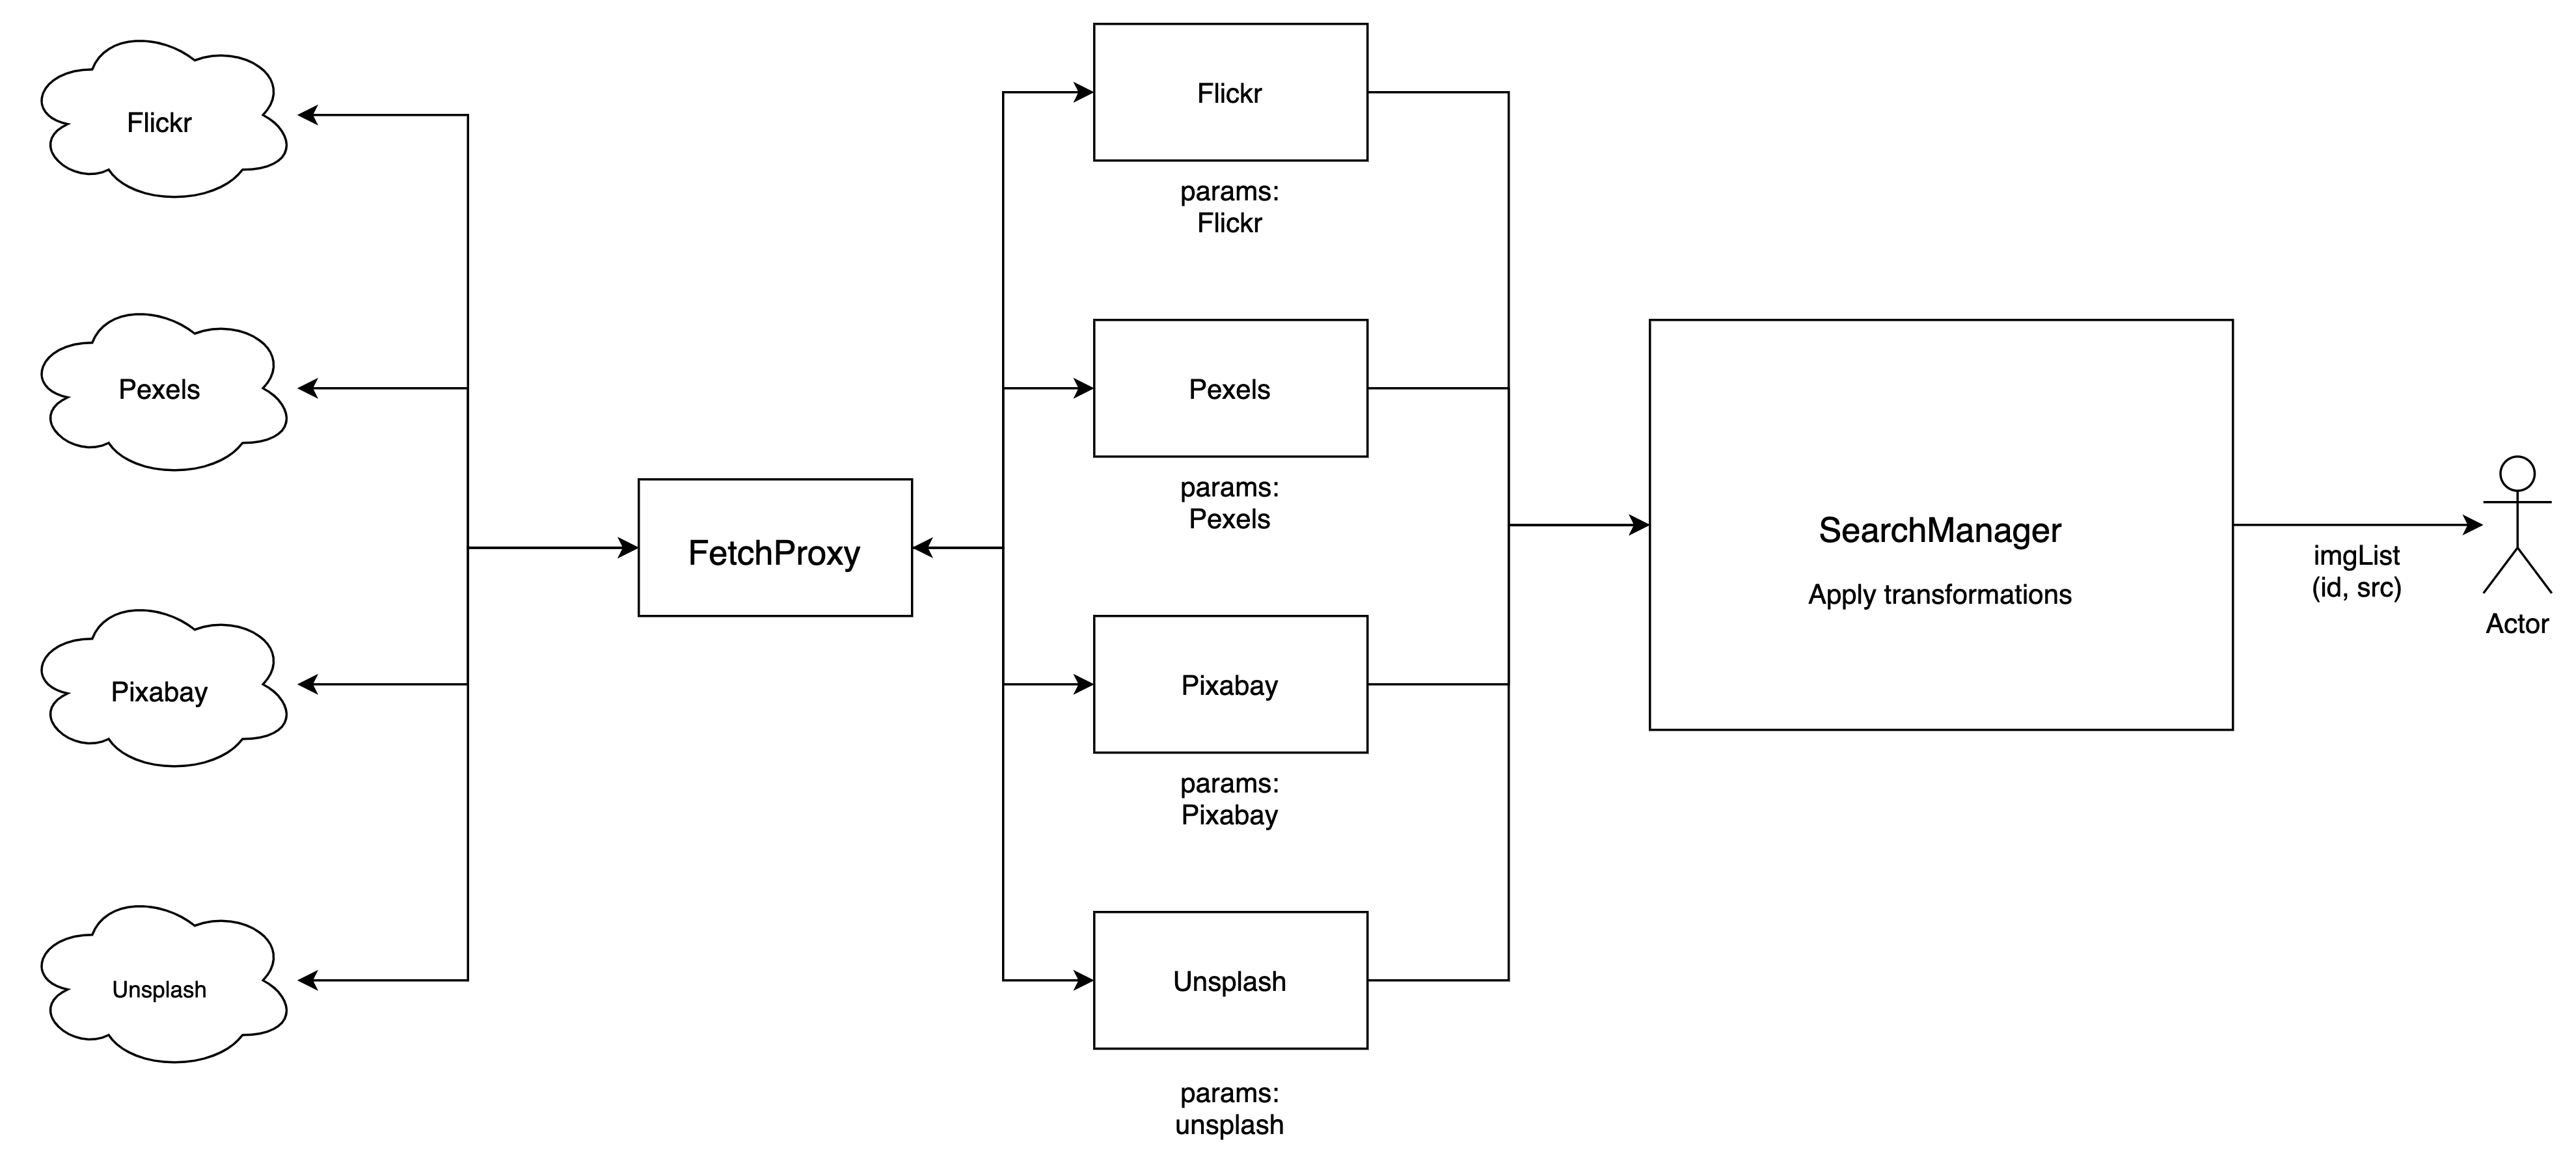 Flickr
Pexels
Pixabay
Unsplash
FetchProxy
Flickr
params:
Flickr
Pexels
params:
Pexels
Pixabay
params:
Pixabay
Unsplash
params:
unsplash
SearchManager
Apply transformations
imgList
(id, src)
Actor